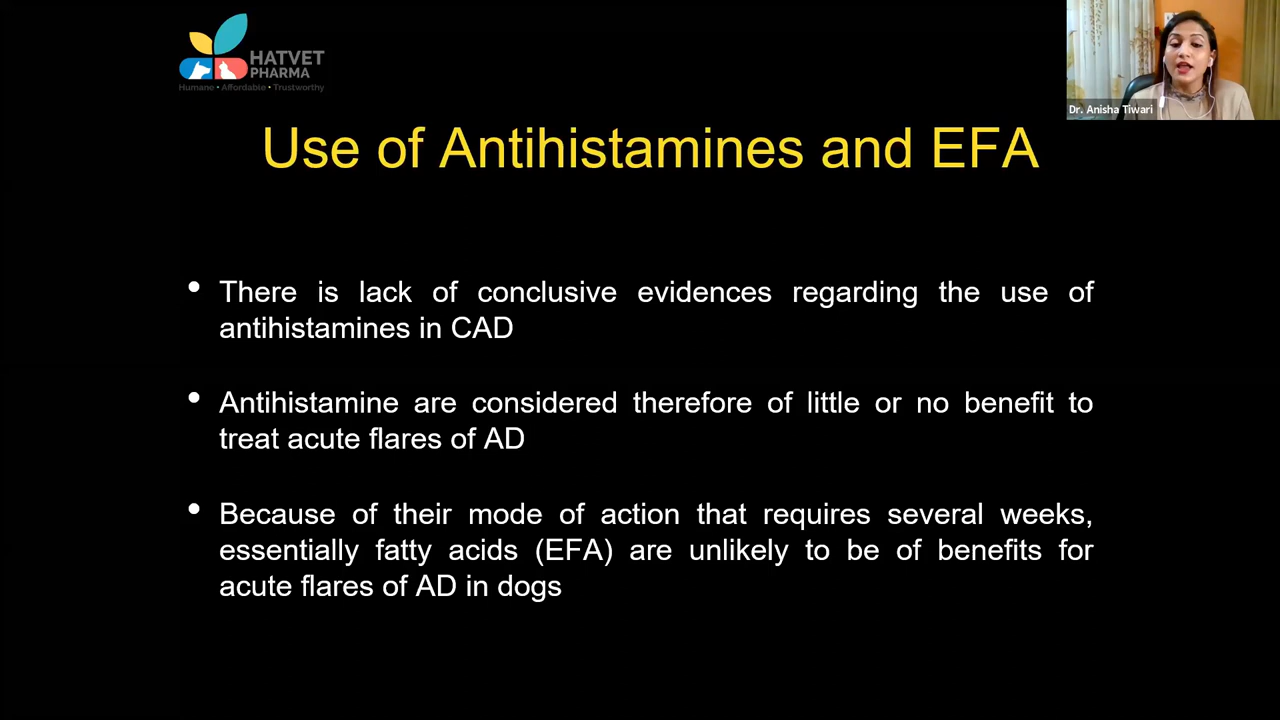 HATVET
PHARMA
Humane • Affordable • Trustworthy
Dr. Anisha Tiwari
Use of Antihistamines and EFA
• There is lack of conclusive evidences regarding the use of
antihistamines in CAD
• Antihistamine are considered therefore of little or no benefit to
treat acute flares of AD
• Because of their mode of action that requires several weeks,
essentially fatty acids (EFA) are unlikely to be of benefits for
acute flares of AD in dogs